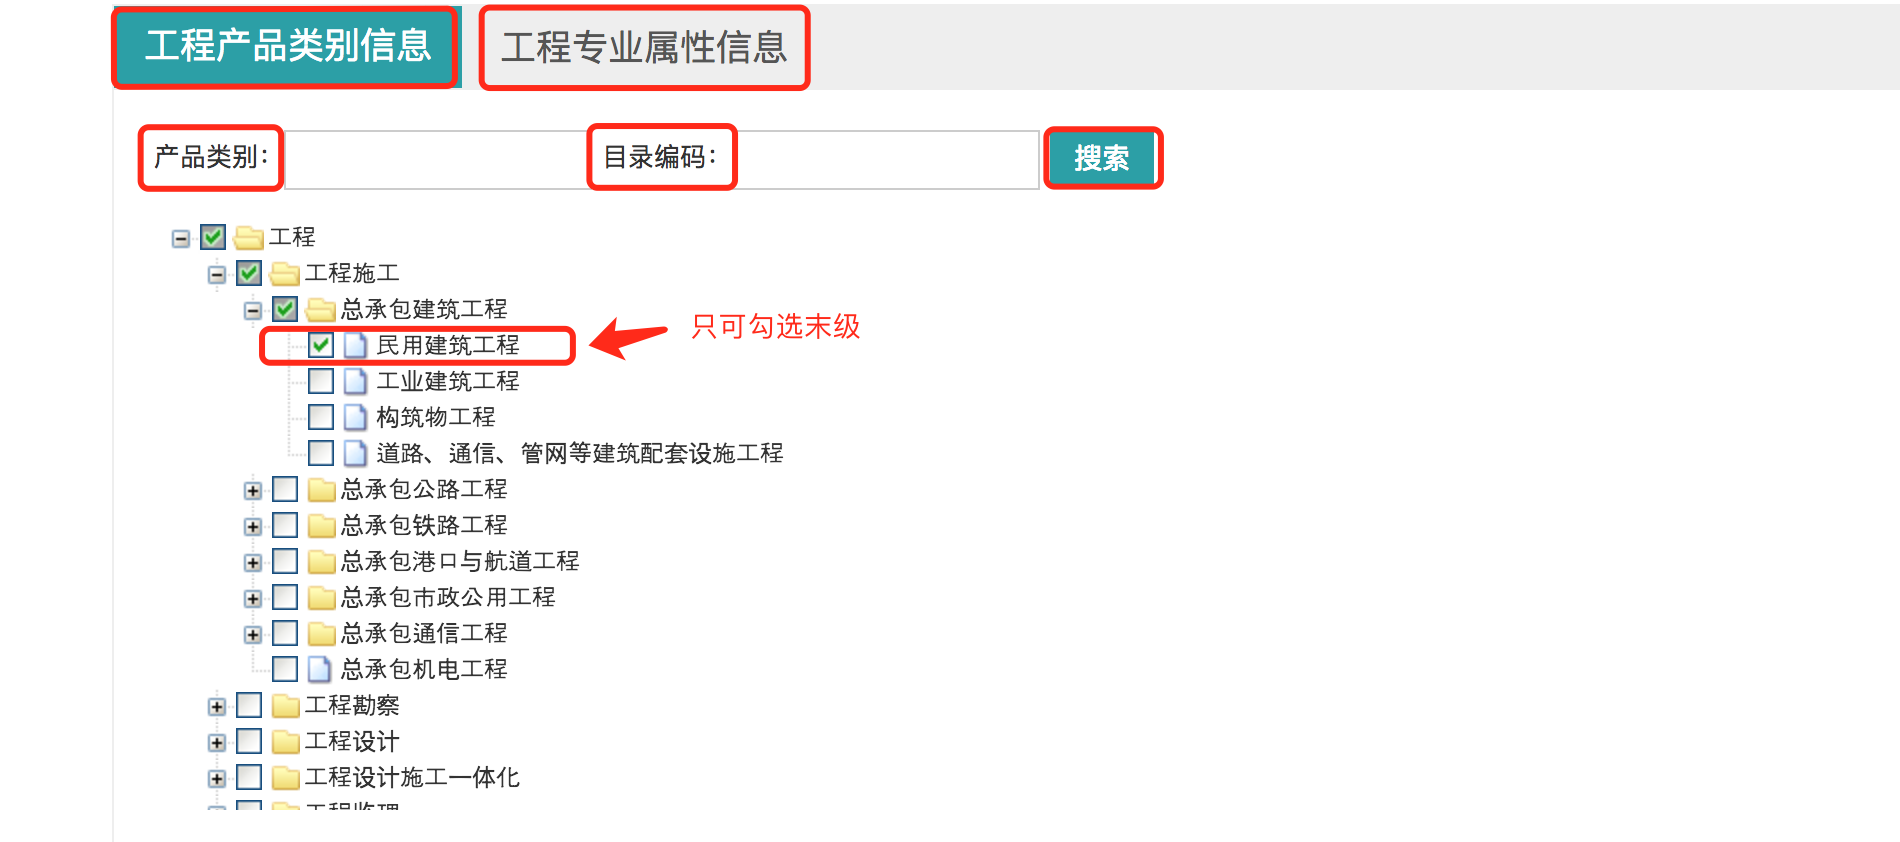 工程产品类别信息 工程专业属性信息
产品类别： 目录编码： 搜索
工程
工程施工
总承包建筑工程
民用建筑工程 只可勾选末级
工业建筑工程
构筑物工程
道路、通信、管网等建筑配套设施工程
总承包公路工程
总承包铁路工程
总承包港口与航道工程
总承包市政公用工程
总承包通信工程
总承包机电工程
工程勘察
工程设计
工程设计施工一体化
工程监理